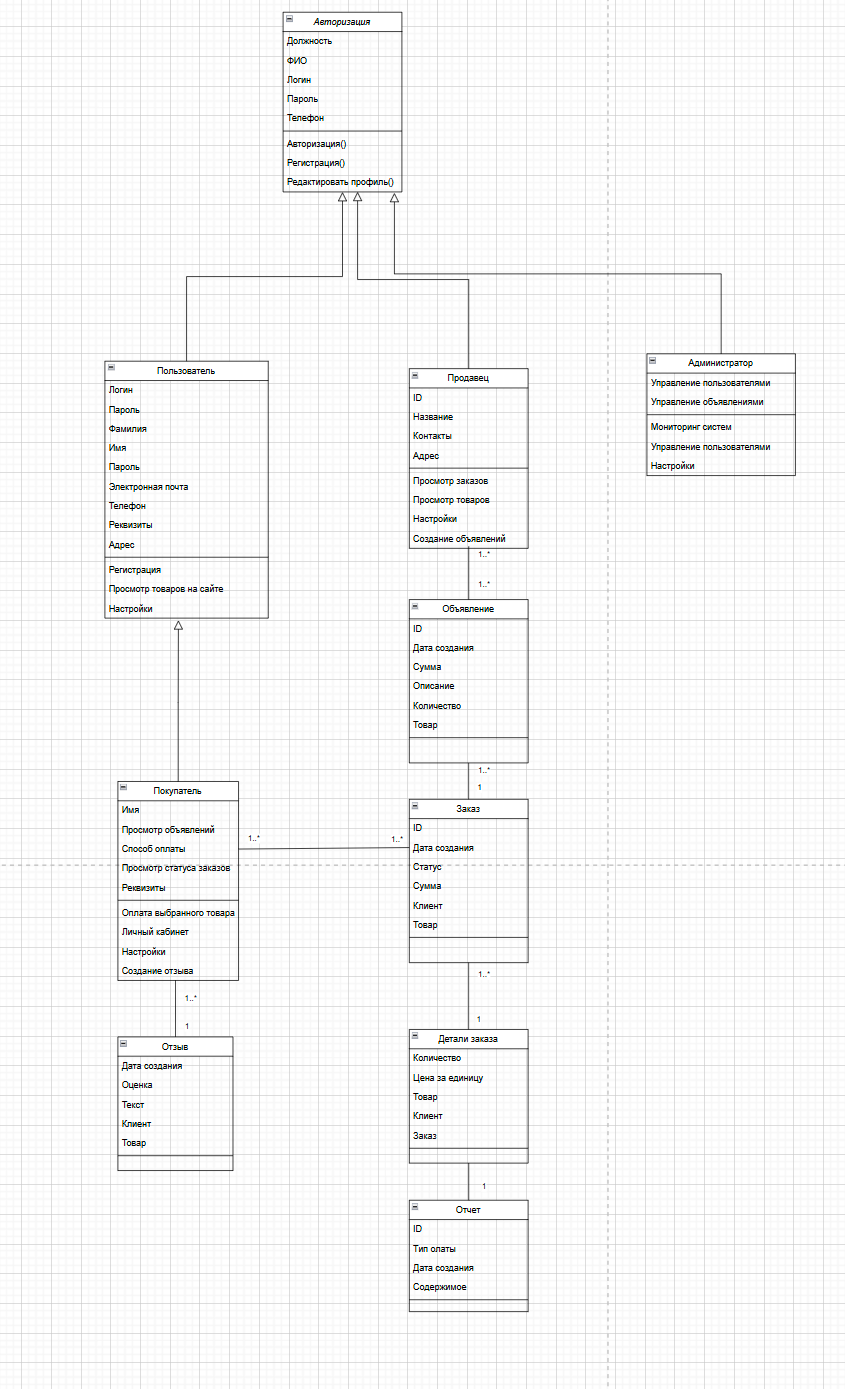 Авторизация
Должность
ФИО
Логин
Пароль
Телефон
Авторизация()
Регистрация()
Редактировать профиль()
Пользователь
Логин
Пароль
Фамилия
Имя
Пароль
Электронная почта
Телефон
Реквизиты
Адрес
Регистрация
Просмотр товаров на сайте
Настройки
Продавец
ID
Название
Контакты
Адрес
Просмотр заказов
Просмотр товаров
Настройки
Создание объявлений
Администратор
Управление пользователями
Управление объявлениями
Мониторинг систем
Управление пользователями
Настройки
1..*
1..*
Объявление
ID
Дата создания
Сумма
Описание
Количество
Товар
1..*
1
Покупатель
Имя
Просмотр объявлений
Способ оплаты
Просмотр статуса заказов
Реквизиты
Оплата выбранного товара
Личный кабинет
Настройки
Создание отзыва
1..*
1..*
Заказ
ID
Дата создания
Статус
Сумма
Клиент
Товар
1..*
1
1..*
1
Отзыв
Дата создания
Оценка
Текст
Клиент
Товар
Детали заказа
Количество
Цена за единицу
Товар
Клиент
Заказ
1
Отчет
ID
Тип олаты
Дата создания
Содержимое